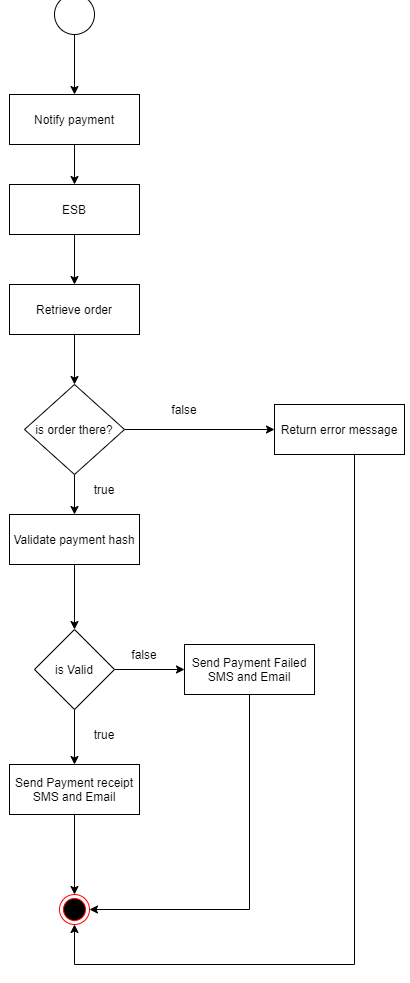 Notify payment
ESB
Retrieve order
false
is order there?
Return error message
true
Validate payment hash
false
is Valid
Send Payment Failed
SMS and Email
true
Send Payment receipt
SMS and Email